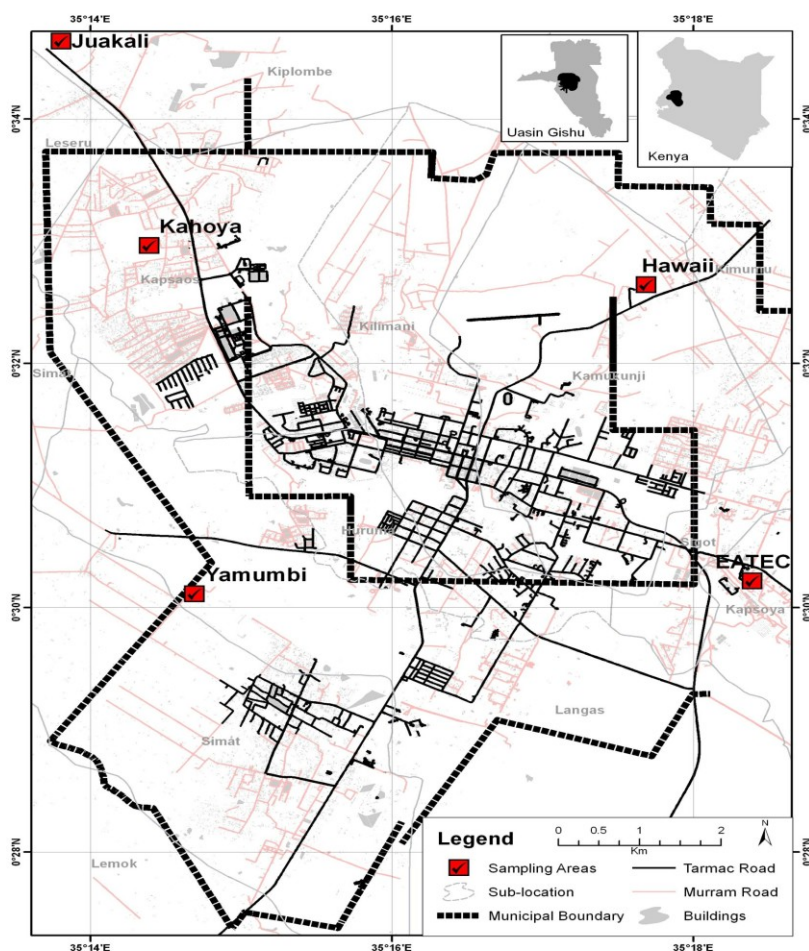 35°14'E 35°16'E 35°18'E
Juakali
Kiplombe
Uasin Gishu
Kenya
0°34'N
0°34'N
Leseru
Kahoya
Kapsaos
Hawaii
Kimumu
Kilimani
0°32'N
0°32'N
Kamukunji
0
Huruma
EATEC
Yamumbi
0°30'N
0°30'N
Kapsoya
Langas
Simat
0°28'N
0°28'N
Lemok
Legend
0 0.5 1 2
Km
N
Sampling Areas
Tarmac Road
Sub-location
Murram Road
Municipal Boundary
Buildings
35°14'E 35°16'E 35°18'E